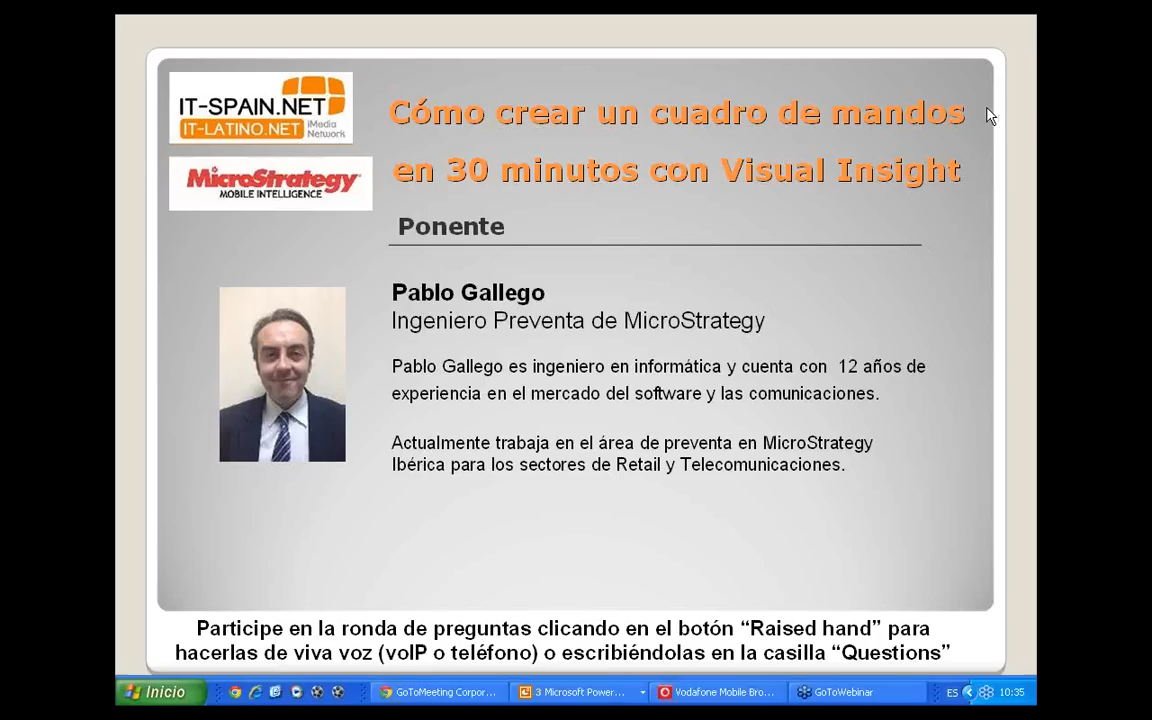 IT-SPAIN.NET
IT-LATINO.NET iMedia Network
MicroStrategy
MOBILE INTELLIGENCE
Cómo crear un cuadro de mandos
en 30 minutos con Visual Insight
Ponente
Pablo Gallego
Ingeniero Preventa de MicroStrategy
Pablo Gallego es ingeniero en informática y cuenta con 12 años de
experiencia en el mercado del software y las comunicaciones.
Actualmente trabaja en el área de preventa en MicroStrategy
Ibérica para los sectores de Retail y Telecomunicaciones.
Participe en la ronda de preguntas clicando en el botón “Raised hand” para
hacerlas de viva voz (voIP o teléfono) o escribiéndolas en la casilla “Questions”
Inicio
GoToMeeting Corpor...
3 Microsoft Power...
Vodafone Mobile Bro...
GoToWebinar
ES
10:35